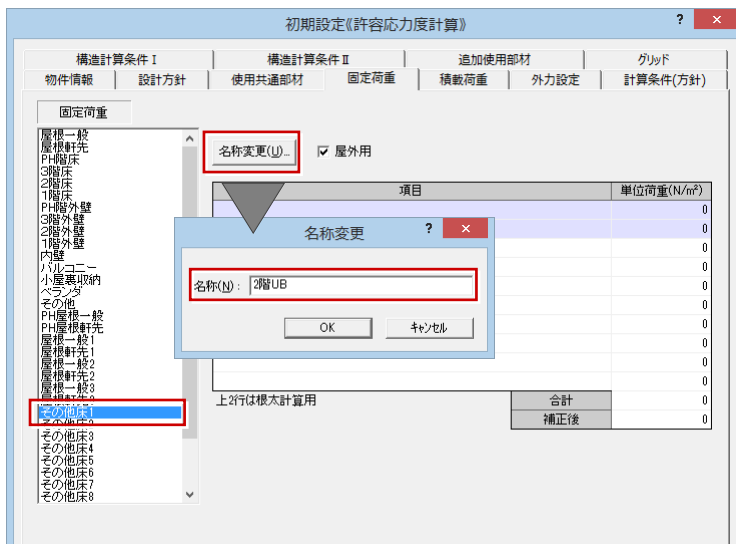 初期設定《許容応力度計算》
?
×
構造計算条件Ⅰ
構造計算条件Ⅱ
追加使用部材
グリッド
物件情報
設計方針
使用共通部材
固定荷重
積載荷重
外力設定
計算条件(方針)
固定荷重
屋根一般
屋根軒先
PH階床
3階床
2階床
1階床
PH階外壁
3階外壁
2階外壁
1階外壁
内壁
バルコニー
小屋裏収納
ベランダ
その他
PH屋根一般
PH屋根軒先
屋根一般1
屋根軒先1
屋根一般2
屋根軒先2
屋根一般3
その他床1
その他床3
その他床4
その他床5
その他床6
その他床7
その他床8
名称変更(U)...
屋外用
項目
単位荷重(N/m²)
0
0
0
0
0
0
0
0
0
0
名称変更
?
×
名称(N):
2階UB
OK
キャンセル
上2行は根太計算用
合計
0
補正後
0